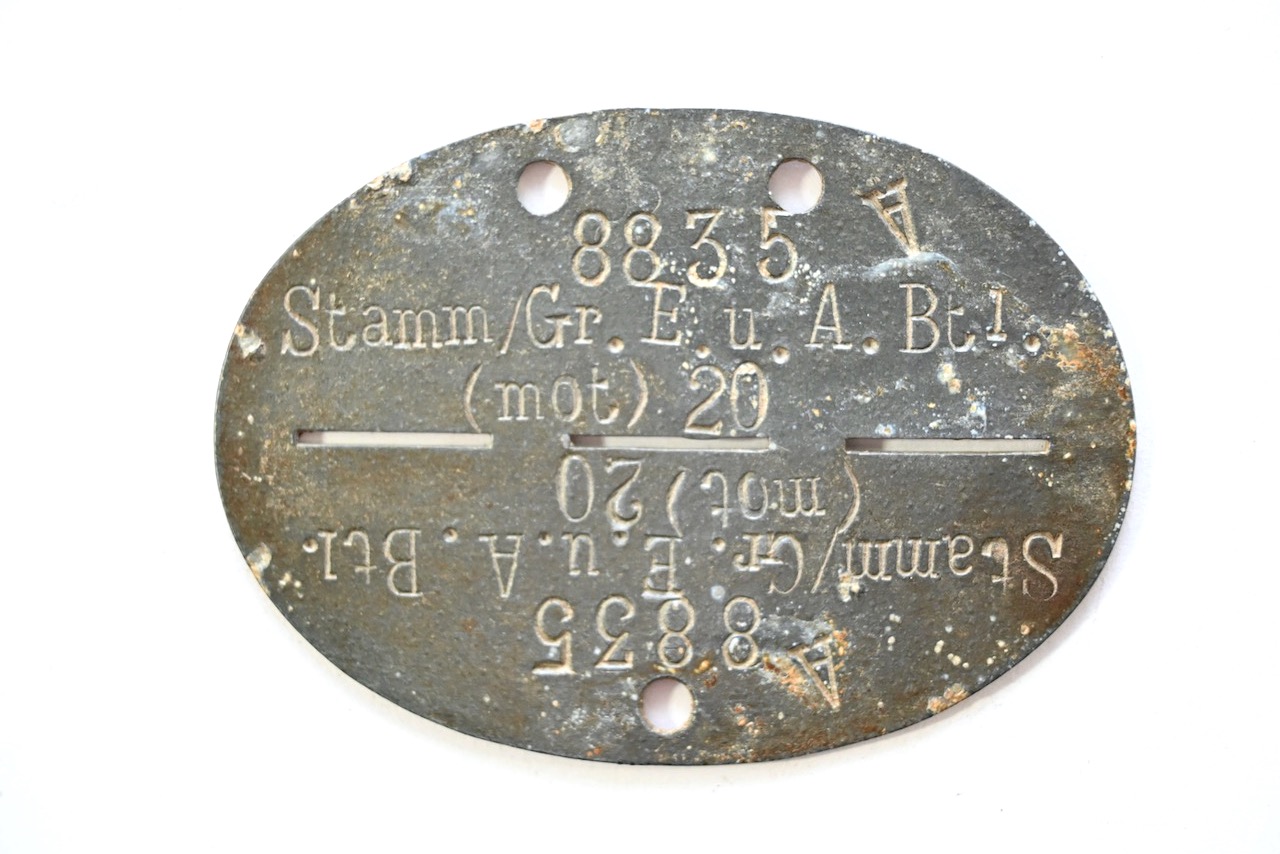 8835 A
Stamm/Gr. E. u. A. Btl.
(mot) 20
8835 A
Stamm/Gr. E. u. A. Btl.
(mot) 20